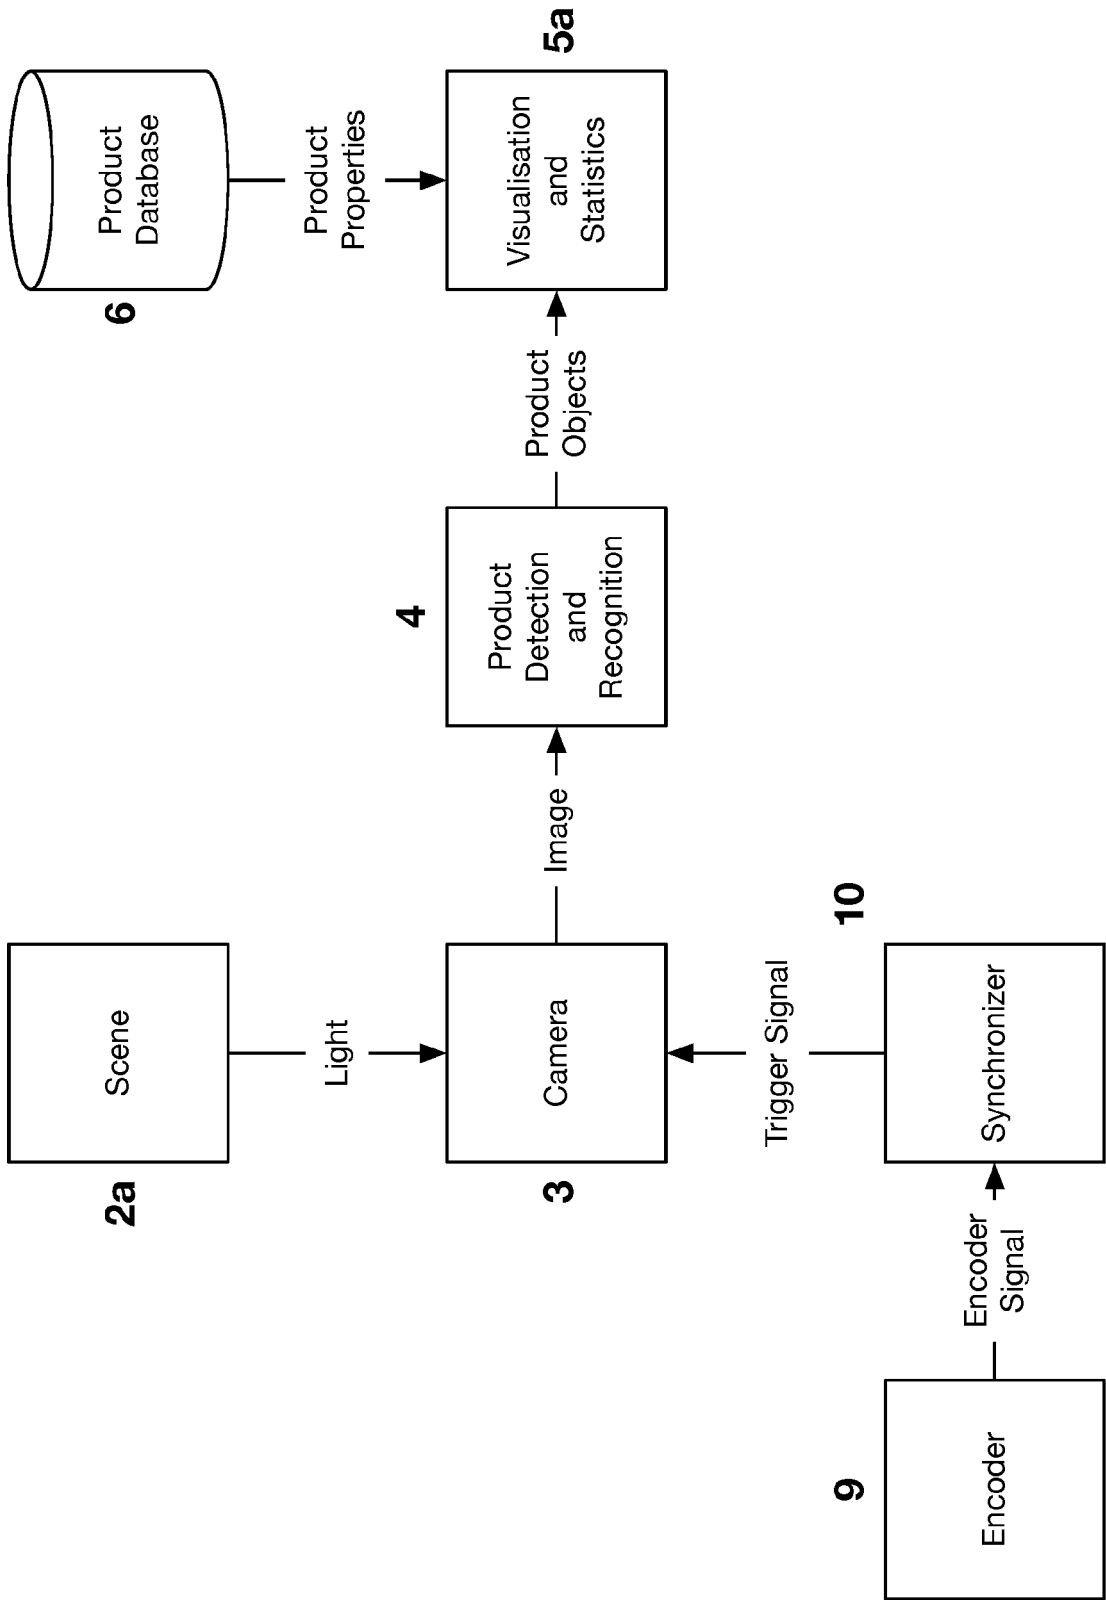 2a
Scene
Light
3
Camera
Image
4
Product
Detection
and
Recognition
Product
Objects
6
Product
Database
Product
Properties
Visualisation
and
Statistics
5a
9
Encoder
Encoder
Signal
10
Synchronizer
Trigger Signal